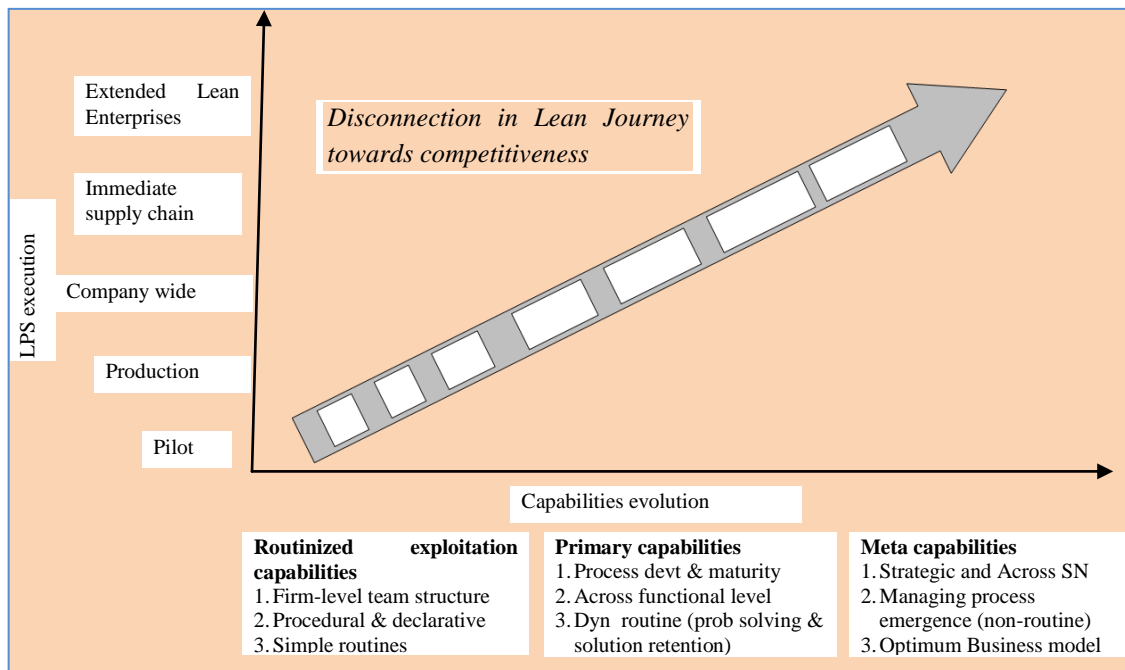 Extended Lean
Enterprises
Disconnection in Lean Journey
towards competitiveness
Immediate
supply chain
LPS execution
Company wide
Production
Pilot
Capabilities evolution
Routinized exploitation
capabilities
1. Firm-level team structure
2. Procedural & declarative
3. Simple routines
Primary capabilities
1. Process devt & maturity
2. Across functional level
3. Dyn routine (prob solving &
solution retention)
Meta capabilities
1. Strategic and Across SN
2. Managing process
emergence (non-routine)
3. Optimum Business model